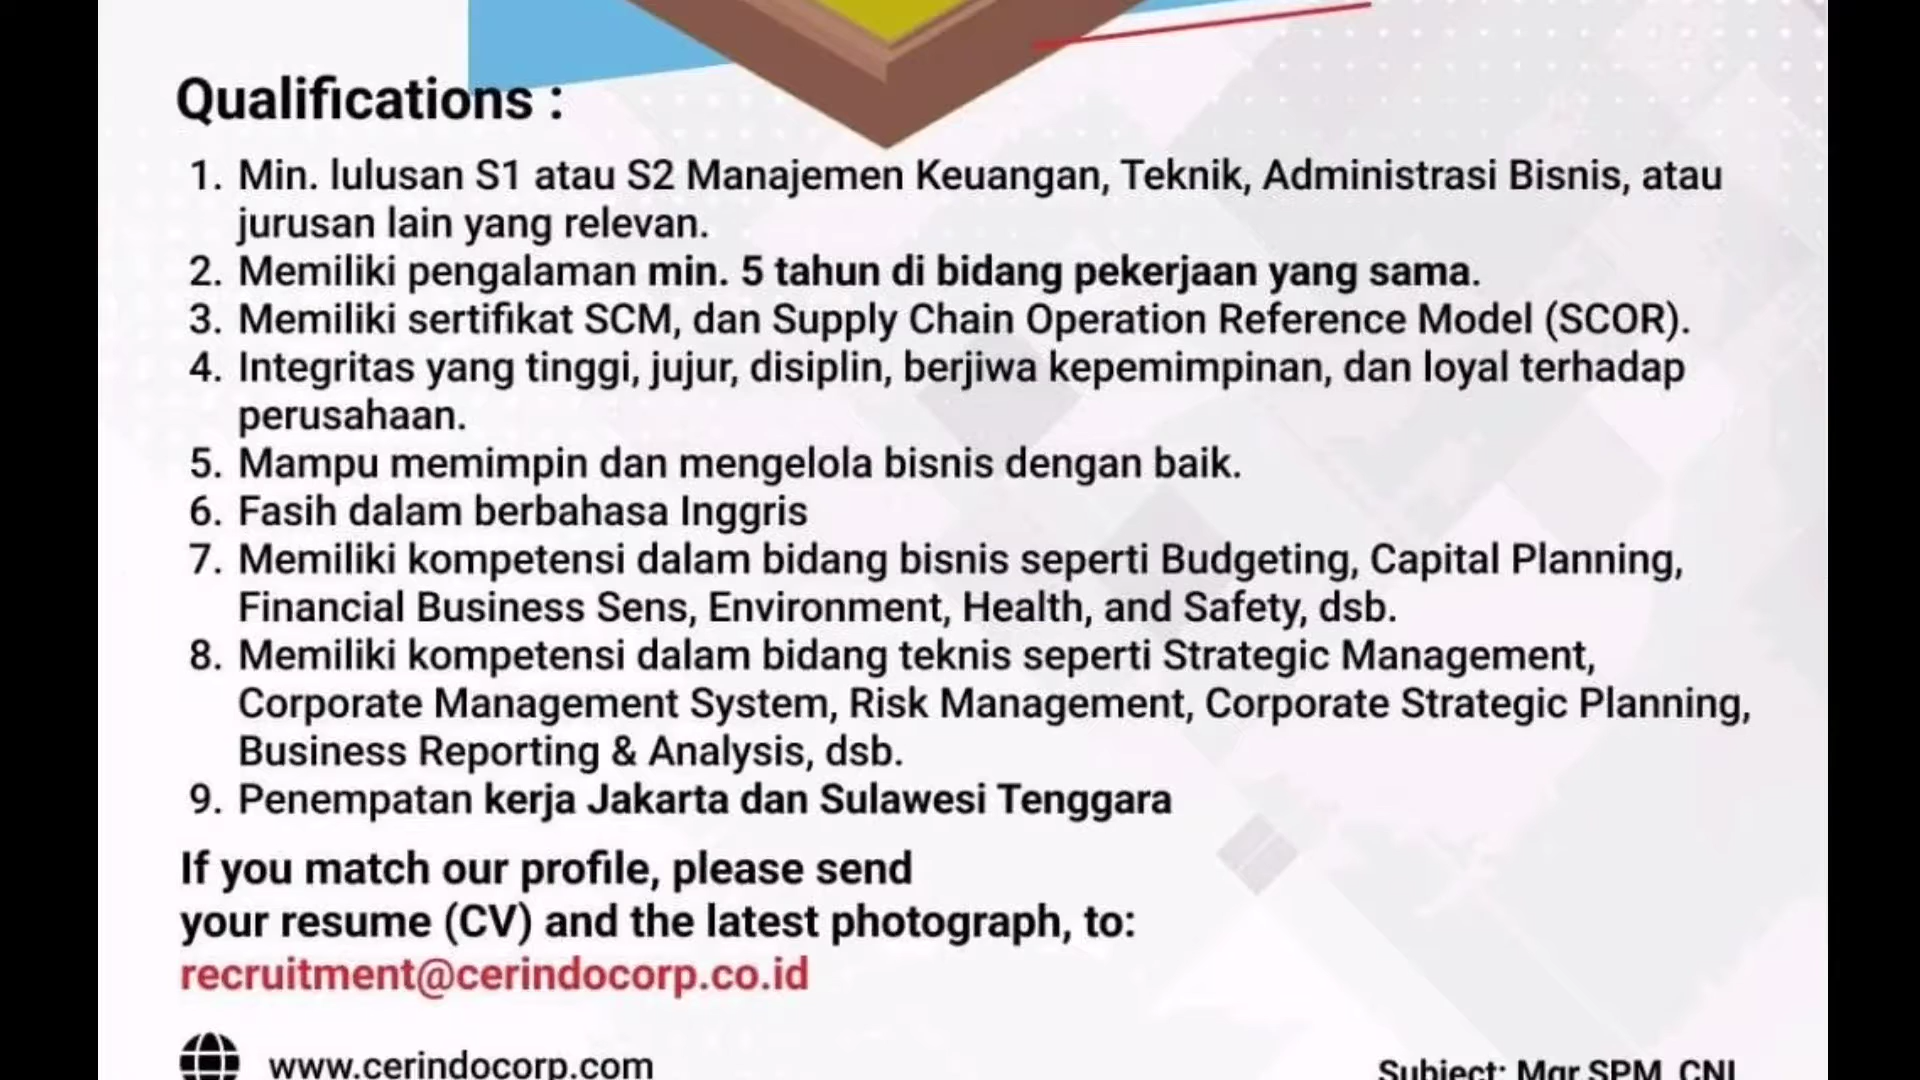 Qualifications :
1. Min. lulusan S1 atau S2 Manajemen Keuangan, Teknik, Administrasi Bisnis, atau
jurusan lain yang relevan.
2. Memiliki pengalaman min. 5 tahun di bidang pekerjaan yang sama.
3. Memiliki sertifikat SCM, dan Supply Chain Operation Reference Model (SCOR).
4. Integritas yang tinggi, jujur, disiplin, berjiwa kepemimpinan, dan loyal terhadap
perusahaan.
5. Mampu memimpin dan mengelola bisnis dengan baik.
6. Fasih dalam berbahasa Inggris
7. Memiliki kompetensi dalam bidang bisnis seperti Budgeting, Capital Planning,
Financial Business Sens, Environment, Health, and Safety, dsb.
8. Memiliki kompetensi dalam bidang teknis seperti Strategic Management,
Corporate Management System, Risk Management, Corporate Strategic Planning,
Business Reporting & Analysis, dsb.
9. Penempatan kerja Jakarta dan Sulawesi Tenggara
If you match our profile, please send
your resume (CV) and the latest photograph, to:
recruitment@cerindocorp.co.id
www.cerindocorp.com
Subject: Mgr SPM_CNI